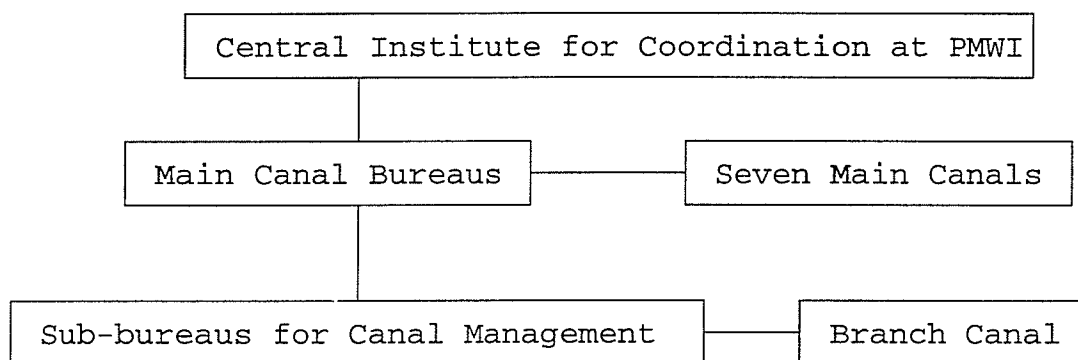 Central Institute for Coordination at PMWI
Main Canal Bureaus
Seven Main Canals
Sub-bureaus for Canal Management
Branch Canal